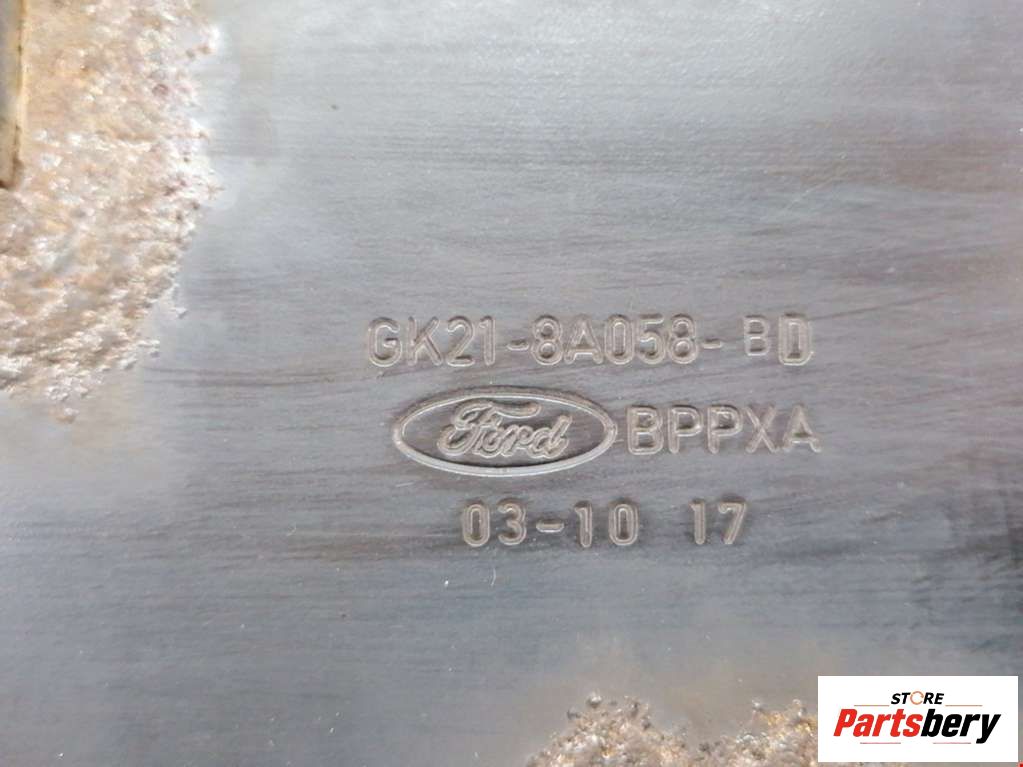 GK21-8A058-BD
Ford BPPXA
03-10 17
STORE
Partsbery